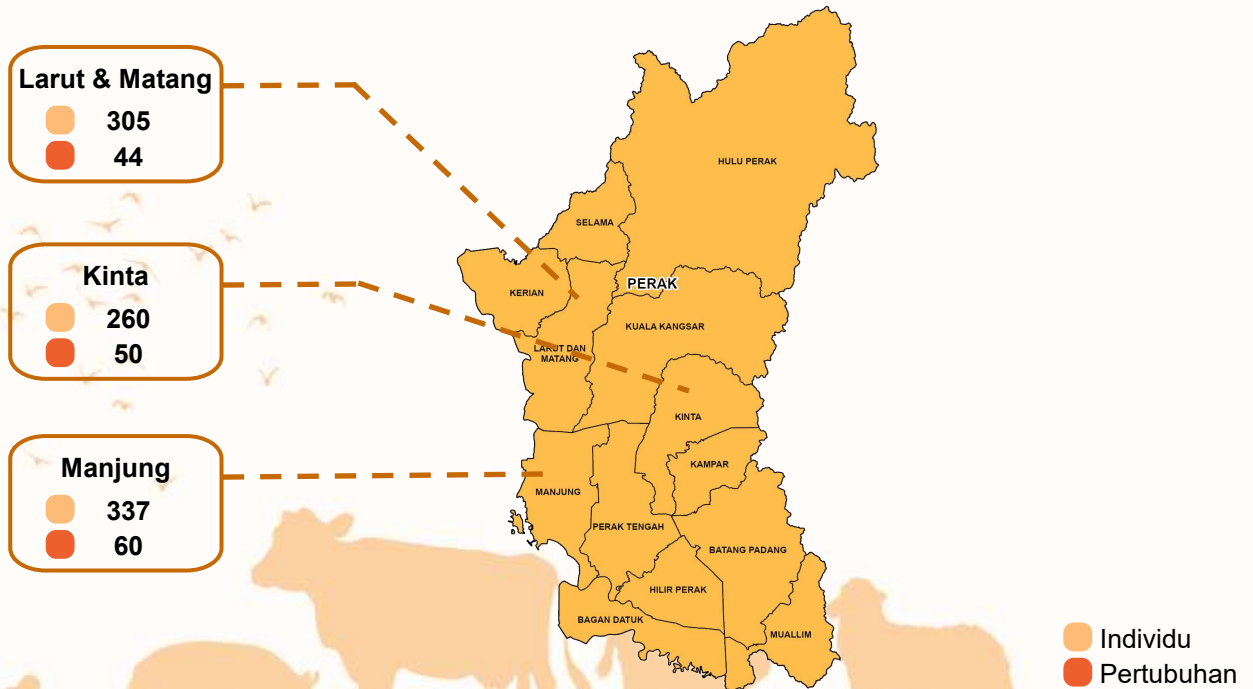 Larut & Matang
305
44
Kinta
260
50
Manjung
337
60
HULU PERAK
SELAMA
PERAK
KERIAN
KUALA KANGSAR
LARUT DAN
MATANG
KINTA
KAMPAR
MANJUNG
PERAK TENGAH
BATANG PADANG
HILIR PERAK
BAGAN DATUK
MUALLIM
Individu
Pertubuhan